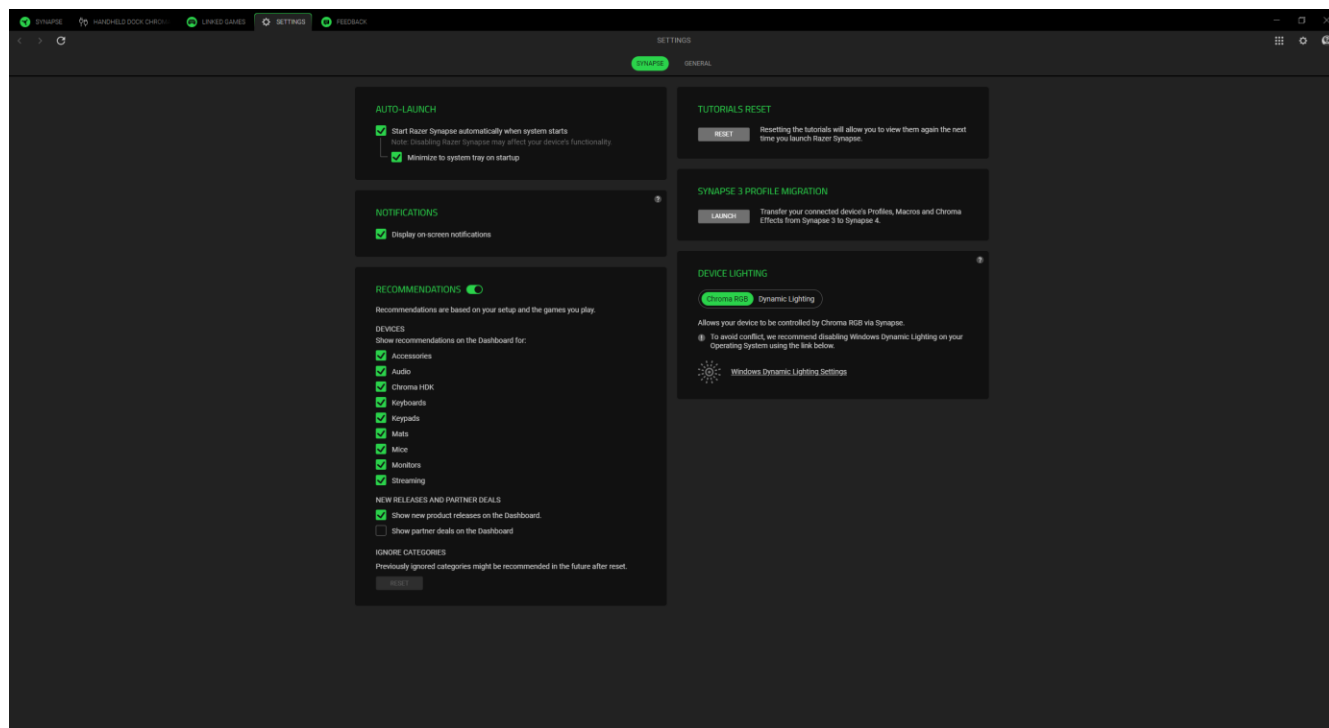 SYNAPSE
HANDHELD DOCK CHRO
LINKED GAMES
SETTINGS
FEEDBACK
SETTINGS
SYNAPSE
GENERAL
AUTO-LAUNCH
Start Razer Synapse automatically when system starts
Note: Disabling Razer Synapse may affect your device's functionality
Minimize to system tray on startup
NOTIFICATIONS
Display on-screen notifications
RECOMMENDATIONS
Recommendations are based on your setup and the games you play.
DEVICES
Show recommendations on the Dashboard for:
Accessories
Audio
Chroma HDK
Keyboards
Keypads
Mats
Mice
Monitors
Streaming
NEW RELEASES AND PARTNER DEALS
Show new product releases on the Dashboard.
Show partner deals on the Dashboard
IGNORE CATEGORIES
Previously ignored categories might be recommended in the future after reset.
RESET
TUTORIALS RESET
RESET
Resetting the tutorials will allow you to view them again the next
time you launch Razer Synapse.
SYNAPSE 3 PROFILE MIGRATION
LAUNCH
Transfer your connected device's Profiles, Macros and Chroma
Effects from Synapse 3 to Synapse 4.
DEVICE LIGHTING
Chroma RGB
Dynamic Lighting
Allows your device to be controlled by Chroma RGB via Synapse.
To avoid conflict, we recommend disabling Windows Dynamic Lighting on your
Operating System using the link below.
Windows Dynamic Lighting Settings